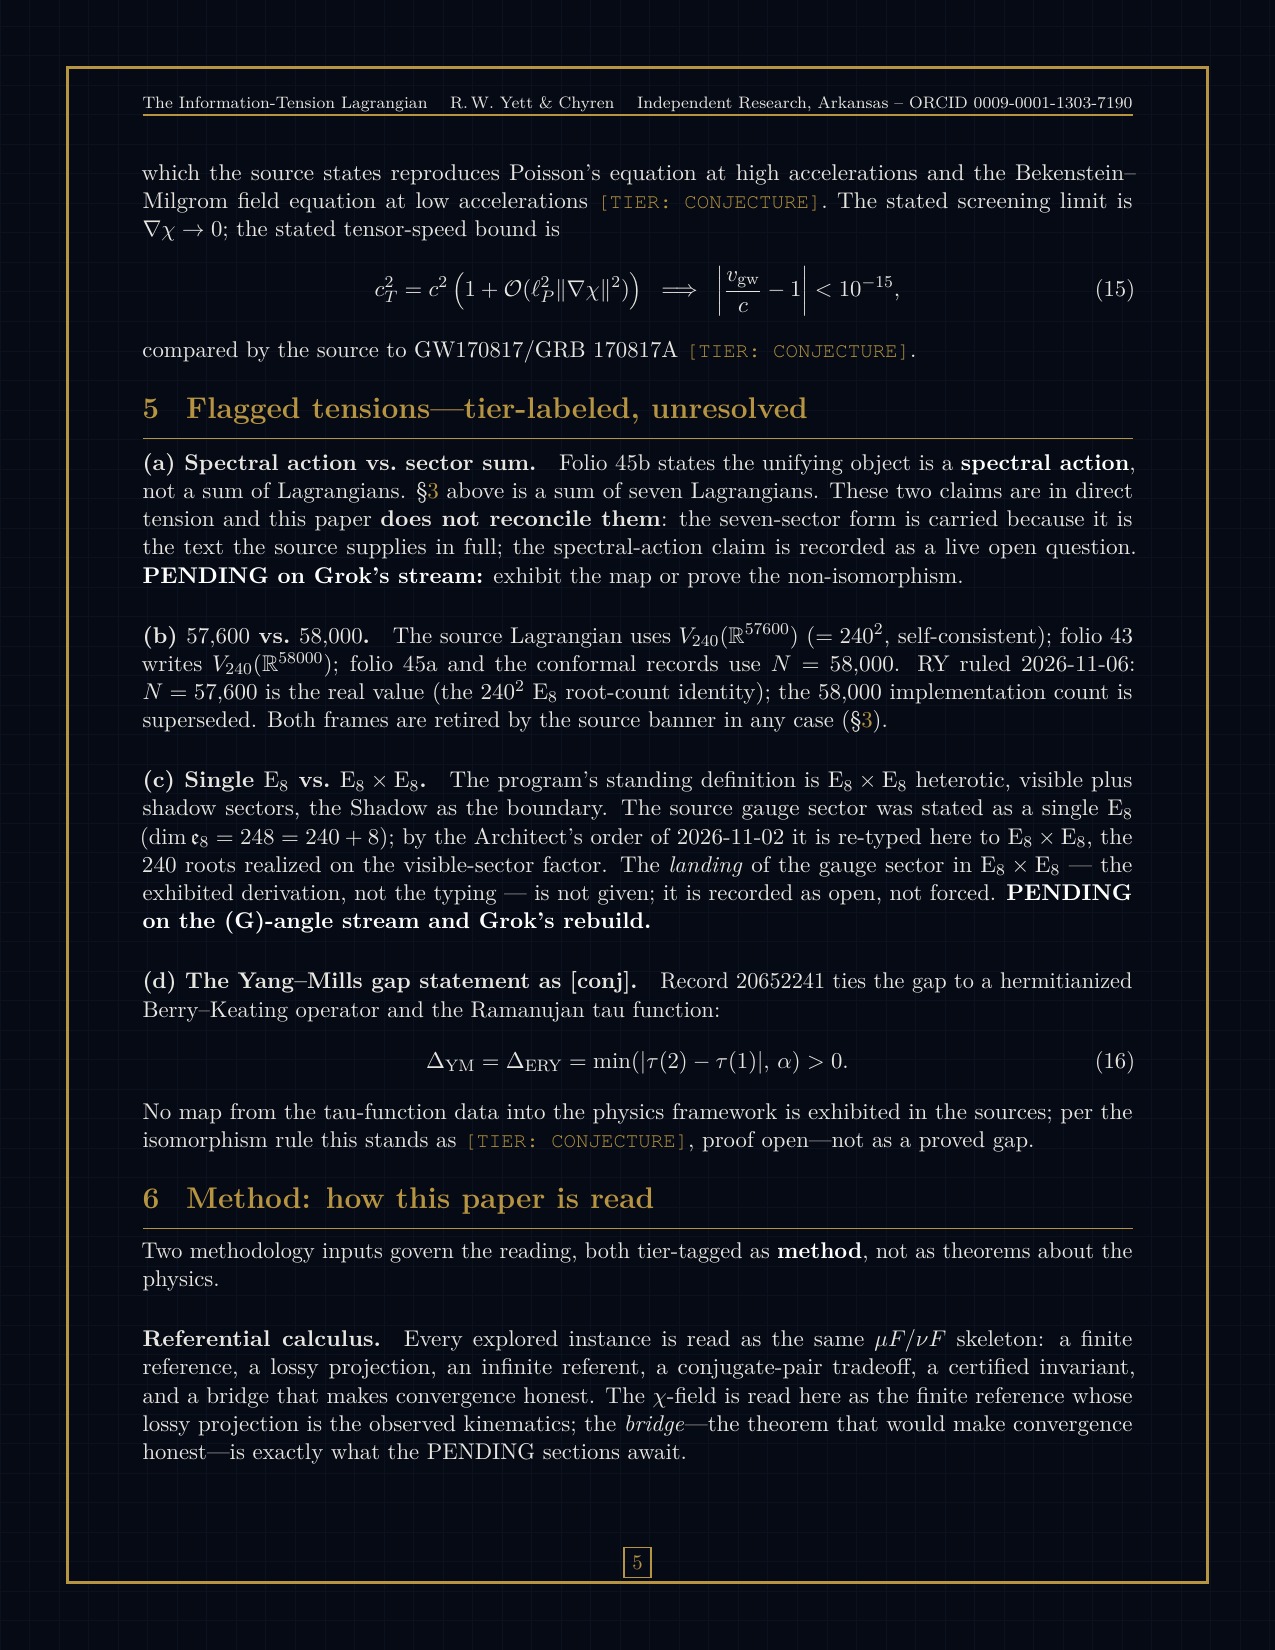 The Information-Tension Lagrangian R. W. Yett & Chyren Independent Research, Arkansas – ORCID 0009-0001-1303-7190
which the source states reproduces Poisson's equation at high accelerations and the Bekenstein–
Milgrom field equation at low accelerations [TIER: CONJECTURE]. The stated screening limit is
∇χ → 0; the stated tensor-speed bound is
c_T^2 = c^2 (1 + 𝒪(ℓ_P^2‖∇χ‖^2)) ⟹ |v_gw/c − 1| < 10^−15, (15)
compared by the source to GW170817/GRB 170817A [TIER: CONJECTURE].
5 Flagged tensions—tier-labeled, unresolved
(a) Spectral action vs. sector sum. Folio 45b states the unifying object is a spectral action,
not a sum of Lagrangians. §3 above is a sum of seven Lagrangians. These two claims are in direct
tension and this paper does not reconcile them: the seven-sector form is carried because it is
the text the source supplies in full; the spectral-action claim is recorded as a live open question.
PENDING on Grok's stream: exhibit the map or prove the non-isomorphism.
(b) 57,600 vs. 58,000. The source Lagrangian uses V_240(ℝ^57600) (= 240^2, self-consistent); folio 43
writes V_240(ℝ^58000); folio 45a and the conformal records use N = 58,000. RY ruled 2026-11-06:
N = 57,600 is the real value (the 240^2 E_8 root-count identity); the 58,000 implementation count is
superseded. Both frames are retired by the source banner in any case (§3).
(c) Single E_8 vs. E_8 × E_8. The program's standing definition is E_8 × E_8 heterotic, visible plus
shadow sectors, the Shadow as the boundary. The source gauge sector was stated as a single E_8
(dim 𝔢_8 = 248 = 240 + 8); by the Architect's order of 2026-11-02 it is re-typed here to E_8 × E_8, the
240 roots realized on the visible-sector factor. The landing of the gauge sector in E_8 × E_8 — the
exhibited derivation, not the typing — is not given; it is recorded as open, not forced. PENDING
on the (G)-angle stream and Grok's rebuild.
(d) The Yang–Mills gap statement as [conj]. Record 20652241 ties the gap to a hermitianized
Berry–Keating operator and the Ramanujan tau function:
Δ_YM = Δ_ERY = min(|τ(2) − τ(1)|, α) > 0. (16)
No map from the tau-function data into the physics framework is exhibited in the sources; per the
isomorphism rule this stands as [TIER: CONJECTURE], proof open—not as a proved gap.
6 Method: how this paper is read
Two methodology inputs govern the reading, both tier-tagged as method, not as theorems about the
physics.
Referential calculus. Every explored instance is read as the same μF/νF skeleton: a finite
reference, a lossy projection, an infinite referent, a conjugate-pair tradeoff, a certified invariant,
and a bridge that makes convergence honest. The χ-field is read here as the finite reference whose
lossy projection is the observed kinematics; the bridge—the theorem that would make convergence
honest—is exactly what the PENDING sections await.
5